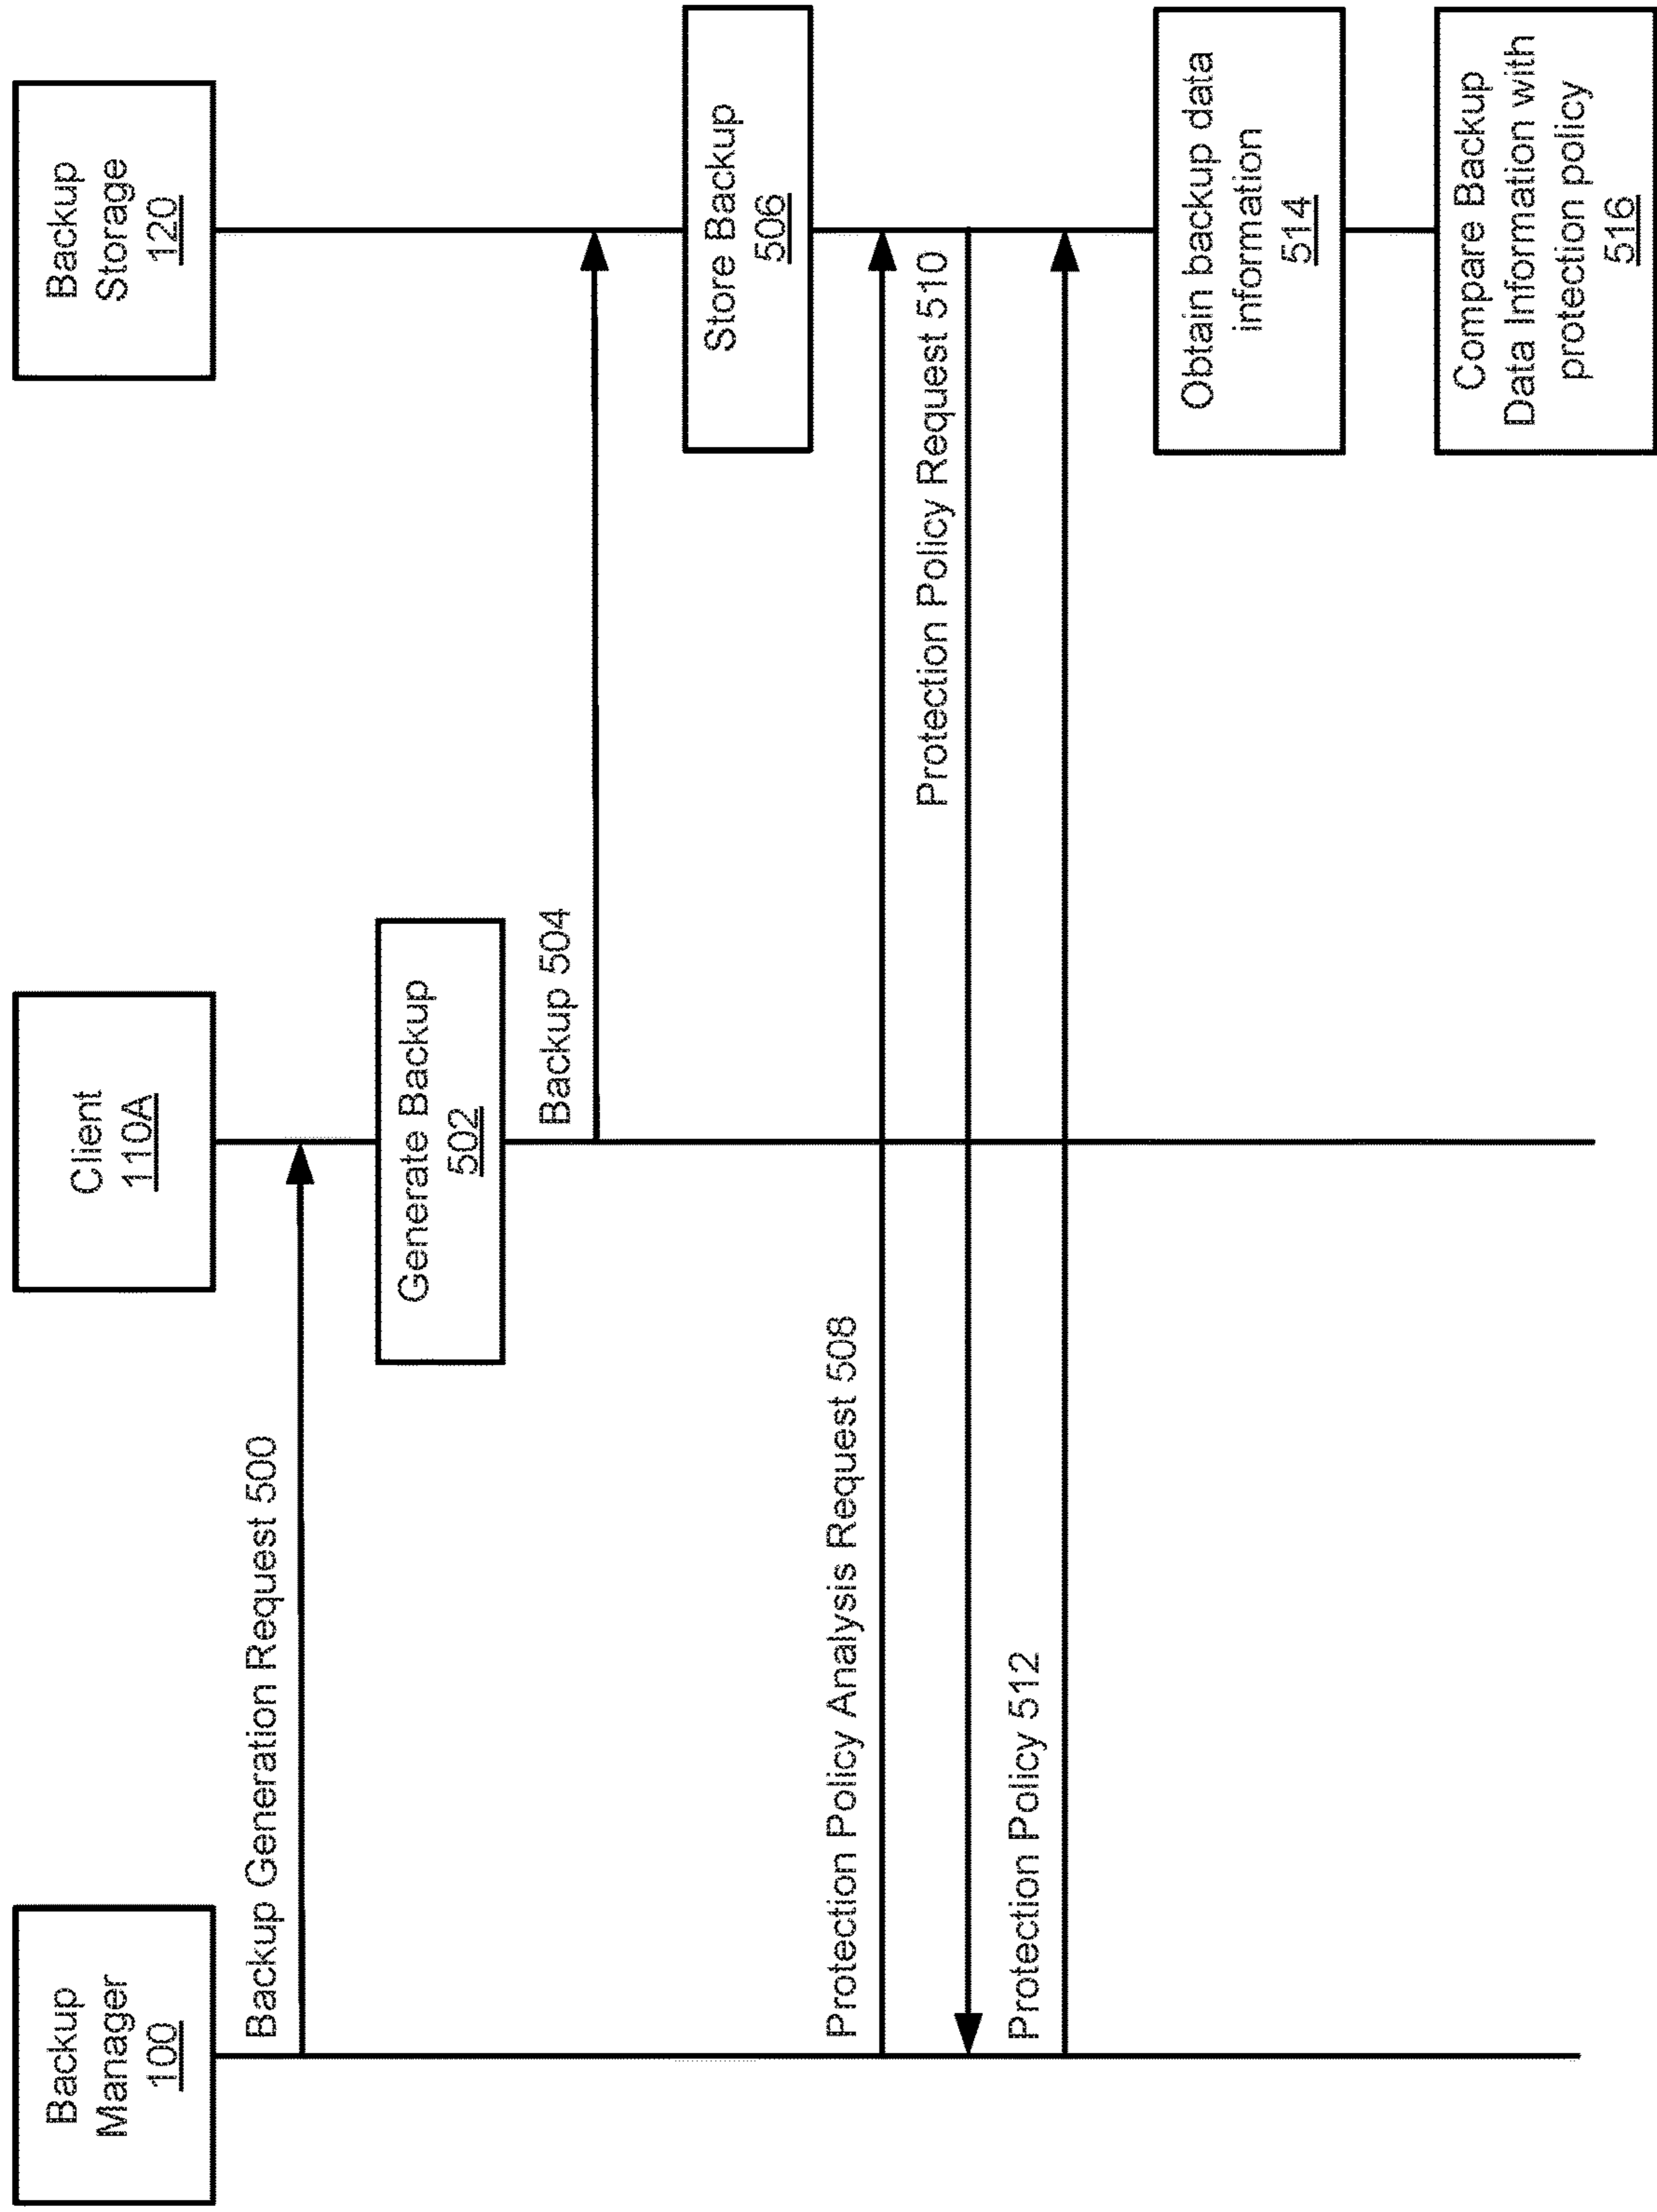 Backup
Manager
100
Client
110A
Backup
Storage
120
Backup Generation Request 500
Generate Backup
502
Backup 504
Store Backup
506
Protection Policy Analysis Request 508
Protection Policy Request 510
Protection Policy 512
Obtain backup data
information
514
Compare Backup
Data Information with
protection policy
516